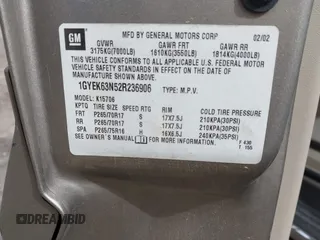 GM
MFD BY GENERAL MOTORS CORP 02/02
GVWR GAWR FRT GAWR RR
3175KG(7000LB) 1610KG(3550LB) 1814KG(4000LB)
THIS VEHICLE CONFORMS TO ALL APPLICABLE U.S. FEDERAL MOTOR
VEHICLE SAFETY STANDARDS IN EFFECT ON THE DATE OF
MANUFACTURE SHOWN ABOVE.
1GYEK63N52R236906 TYPE: M.P.V.
MODEL: K15706
TIRE SIZE SPEED RTG RIM COLD TIRE PRESSURE
FRT P265/70R17 S 17X7.5J 210KPA(30PSI)
RR P265/70R17 S 17X7.5J 210KPA(30PSI)
SPA P265/75R16 16X6.5J 240KPA(35PSI)
SEE OWNER'S MANUAL FOR ADDITIONAL INFORMATION
DREAMBID